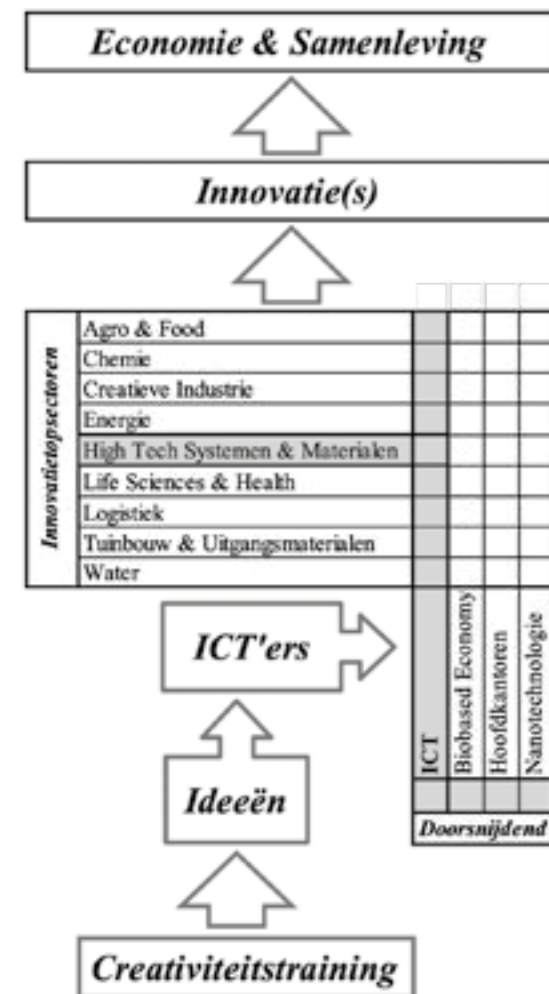 Economie & Samenleving
Innovatie(s)
Innovatietopsectoren
Agro & Food
Chemie
Creatieve Industrie
Energie
High Tech Systemen & Materialen
Life Sciences & Health
Logistiek
Tuinbouw & Uitgangsmaterialen
Water
ICT'ers
ICT
Biobased Economy
Hoofdkantoren
Nanotechnologie
Doorsnijdend
Ideeën
Creativiteitstraining